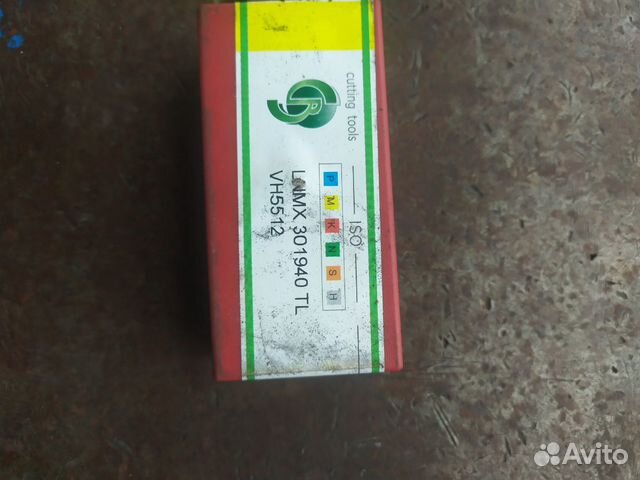 cutting tools
ISO
P M K N S H
LNMX 301940 TL
VH5512
Avito